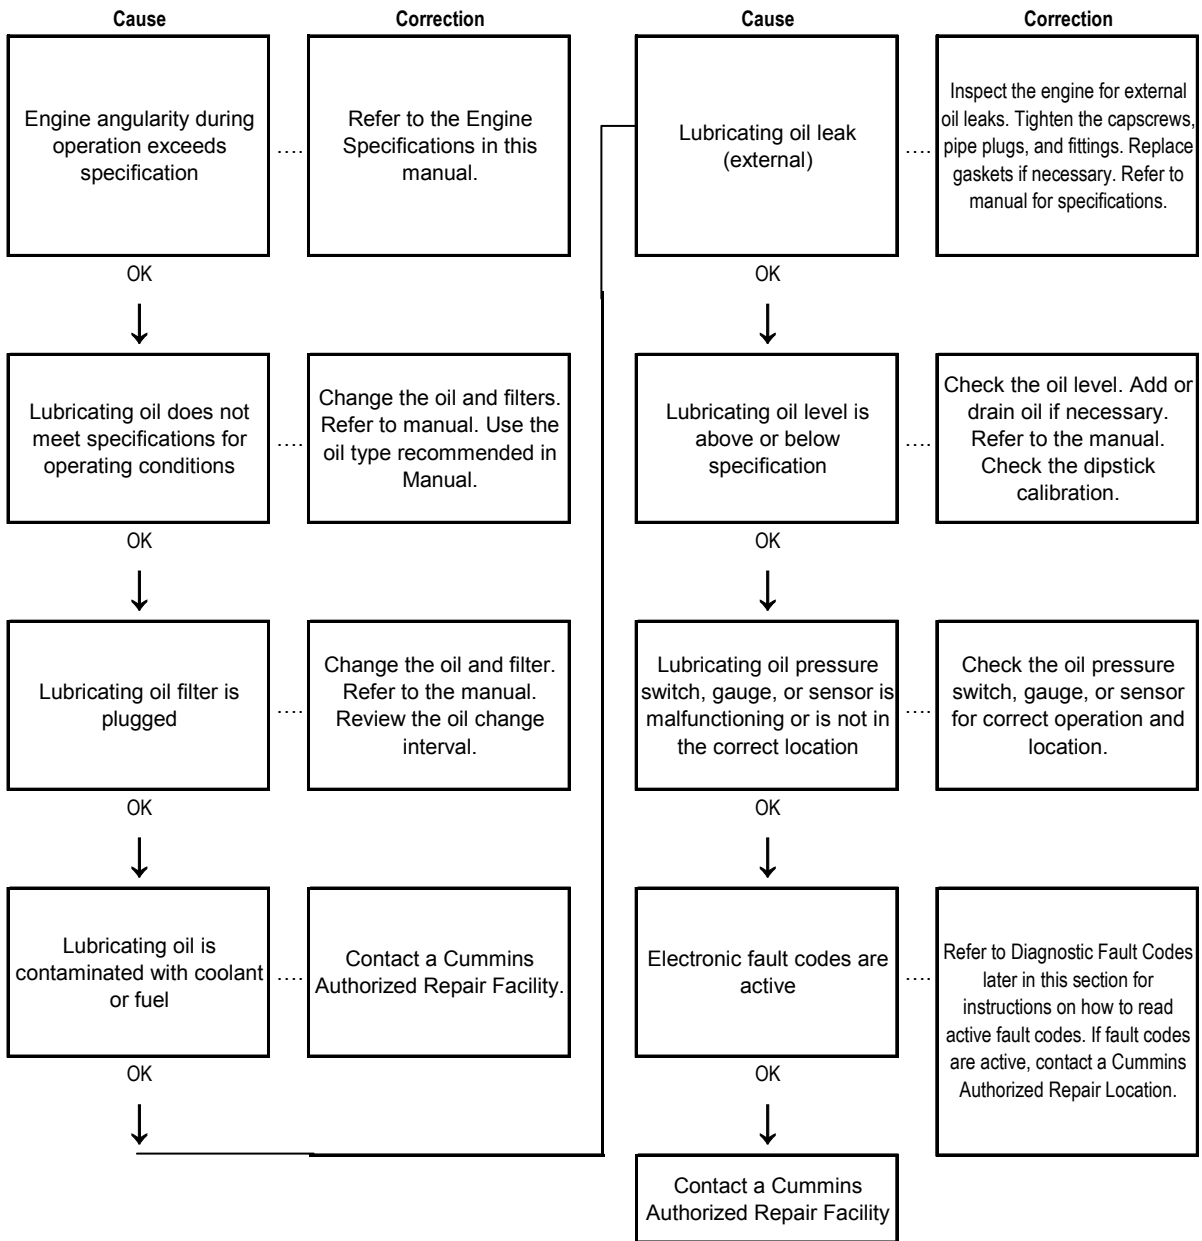 Cause
Correction
Engine angularity during
operation exceeds
specification
....
Refer to the Engine
Specifications in this
manual.
OK
Lubricating oil does not
meet specifications for
operating conditions
....
Change the oil and filters.
Refer to manual. Use the
oil type recommended in
Manual.
OK
Lubricating oil filter is
plugged
....
Change the oil and filter.
Refer to the manual.
Review the oil change
interval.
OK
Lubricating oil is
contaminated with coolant
or fuel
....
Contact a Cummins
Authorized Repair Facility.
OK
Cause
Correction
Lubricating oil leak
(external)
....
Inspect the engine for external
oil leaks. Tighten the capscrews,
pipe plugs, and fittings. Replace
gaskets if necessary. Refer to
manual for specifications.
OK
Lubricating oil level is
above or below
specification
....
Check the oil level. Add or
drain oil if necessary.
Refer to the manual.
Check the dipstick
calibration.
OK
Lubricating oil pressure
switch, gauge, or sensor is
malfunctioning or is not in
the correct location
....
Check the oil pressure
switch, gauge, or sensor
for correct operation and
location.
OK
Electronic fault codes are
active
....
Refer to Diagnostic Fault Codes
later in this section for
instructions on how to read
active fault codes. If fault codes
are active, contact a Cummins
Authorized Repair Location.
OK
Contact a Cummins
Authorized Repair Facility